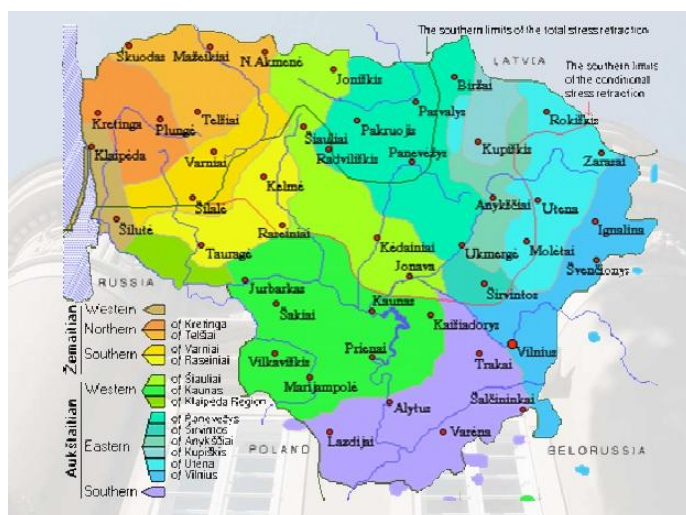 The southern limits of the total stress refraction
LATVIA
The southern limits
of the conditional
stress refraction
Skuodas
Mažeikiai
N.Akmenė
Joniškis
Biržai
Kretinga
Plungė
Telšiai
Pakruojis
Pasvalys
Rokiškis
Klaipėda
Varniai
Šiauliai
Radviliškis
Panevėžys
Kupiškis
Zarasai
Kelmė
Šilalė
Anykščiai
Utena
Šilutė
Raseiniai
Ignalina
Tauragė
Kėdainiai
Ukmergė
Molėtai
Švenčionys
RUSSIA
Jurbarkas
Jonava
Širvintos
Šakiai
Kaunas
Kaišiadorys
Vilkaviškis
Prienai
Trakai
Vilnius
Marijampolė
Alytus
Šalčininkai
Lazdijai
Varėna
POLAND
BELORUSSIA
Žemaitian
Western
Northern
of Kretinga
of Telšiai
Southern
of Varniai
of Raseiniai
Aukštaitian
Western
of Šiauliai
of Kaunas
of Klaipėda Region
Eastern
of Panevėžys
of Širvintos
of Anykščiai
of Kupiškis
of Utena
of Vilnius
Southern